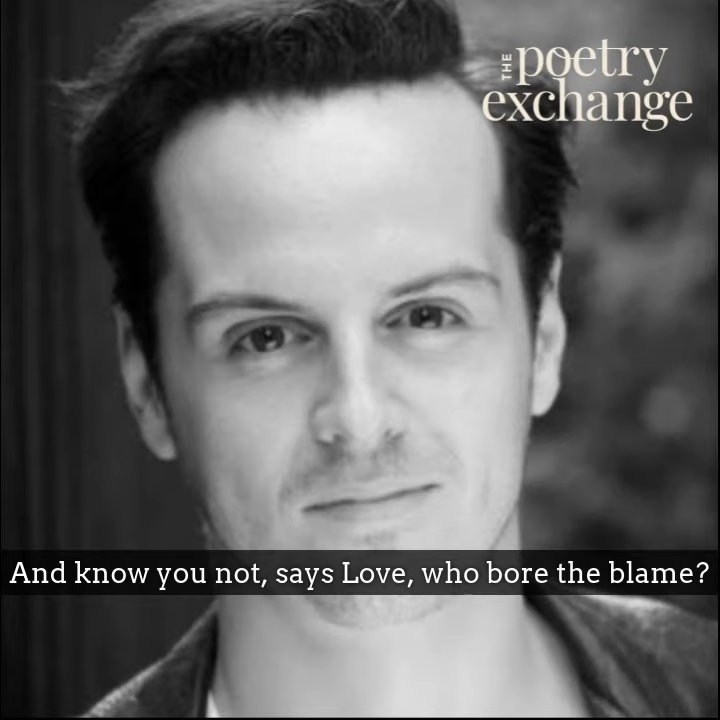 THE
poetry
exchange
And know you not, says Love, who bore the blame?